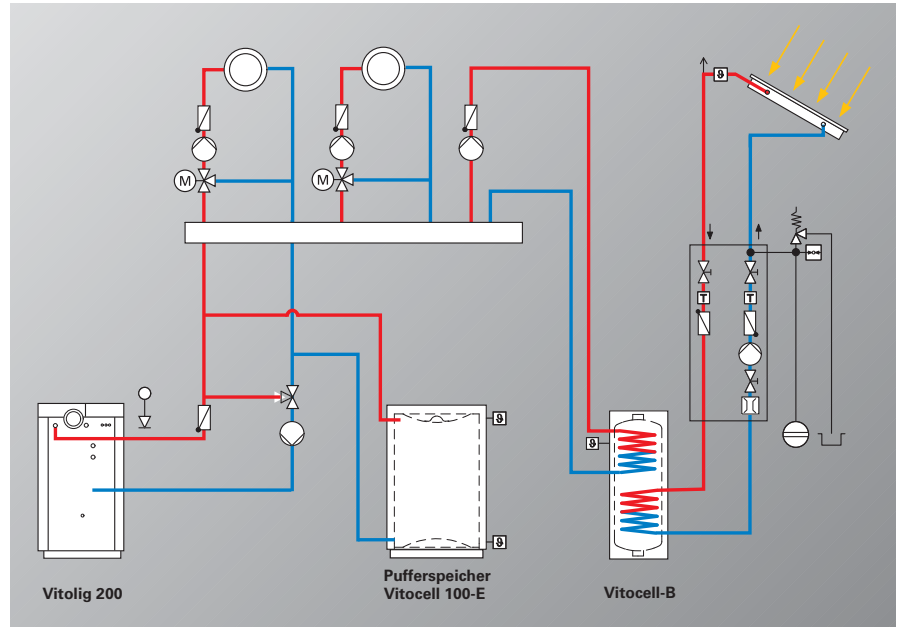 ϑ
M
M
T
T
ϑ
ϑ
ϑ
Vitolig 200
Pufferspeicher
Vitocell 100-E
Vitocell-B